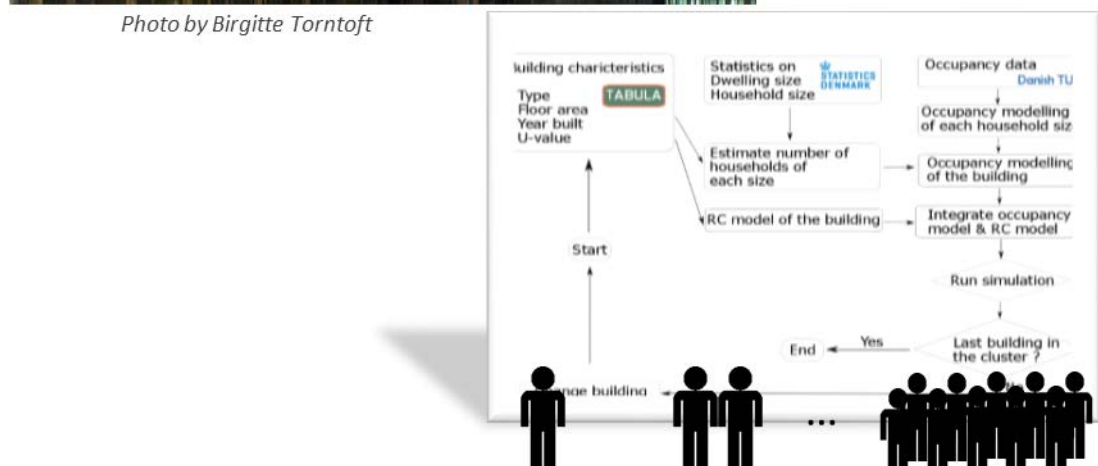 Photo by Birgitte Torntoft
uilding charicteristics
Type
Floor area
Year built
U-value
TABULA
Statistics on
Dwelling size
Household size
STATISTICS
DENMARK
Occupancy data
Danish TU
Occupancy modelling
of each household siz
Estimate number of
households of
each size
Occupancy modelling
of the building
RC model of the building
Integrate occupancy
model & RC model
Start
Run simulation
Last building in
the cluster ?
Yes
End
nge building
...